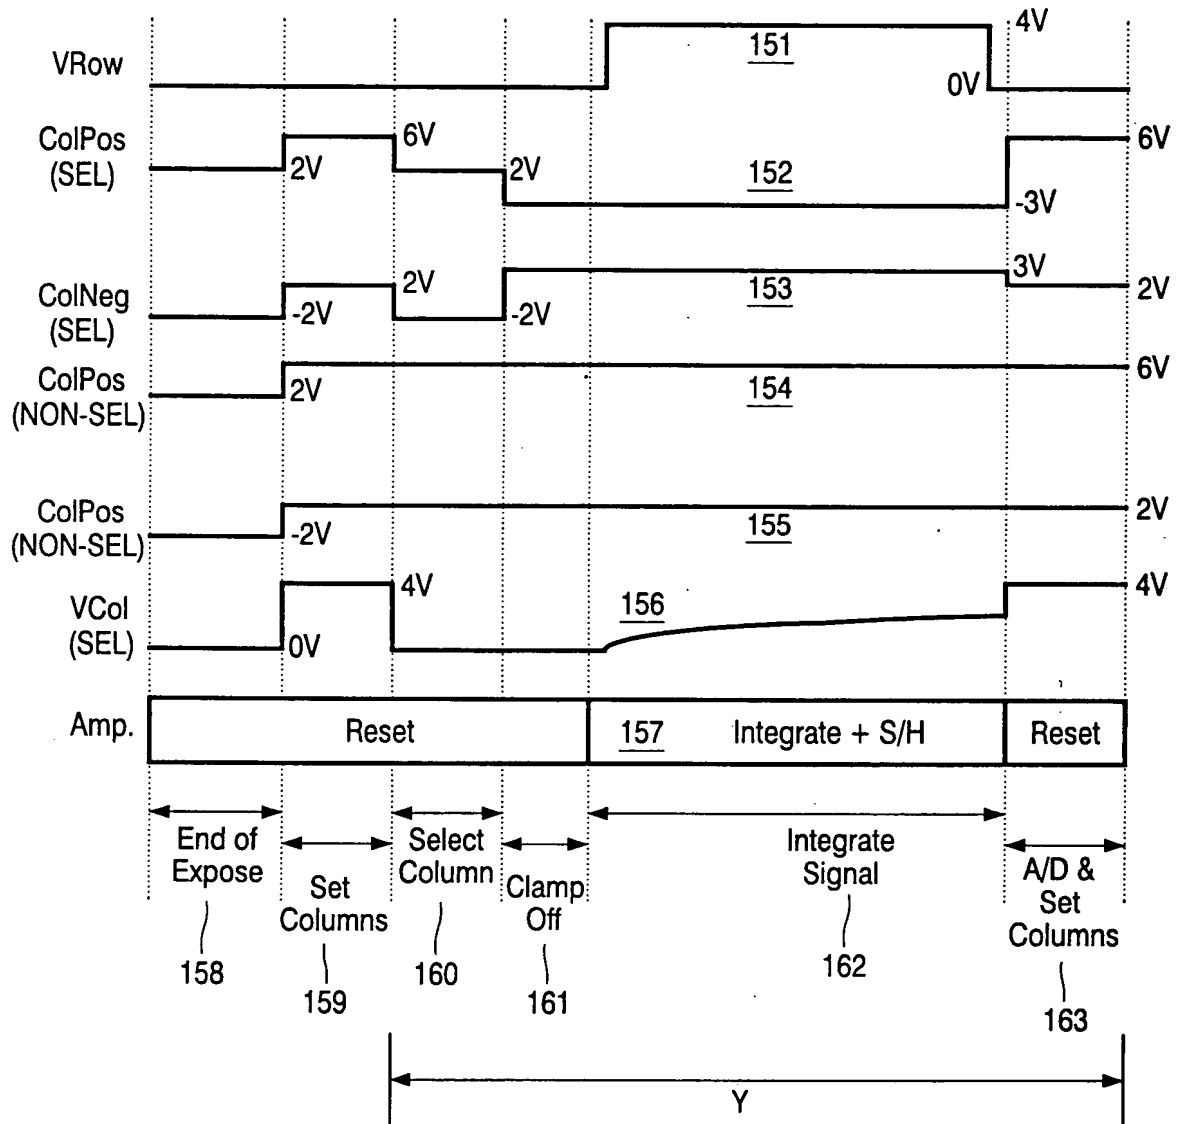 VRow
151
4V
0V
ColPos
(SEL)
2V
6V
2V
152
6V
-3V
ColNeg
(SEL)
-2V
2V
-2V
153
3V
2V
ColPos
(NON-SEL)
2V
154
6V
ColPos
(NON-SEL)
-2V
155
2V
VCol
(SEL)
0V
4V
156
4V
Amp.
Reset
157
Integrate + S/H
Reset
End of
Expose
158
Set
Columns
159
Select
Column
160
Clamp
Off
161
Integrate
Signal
162
A/D &
Set
Columns
163
Y